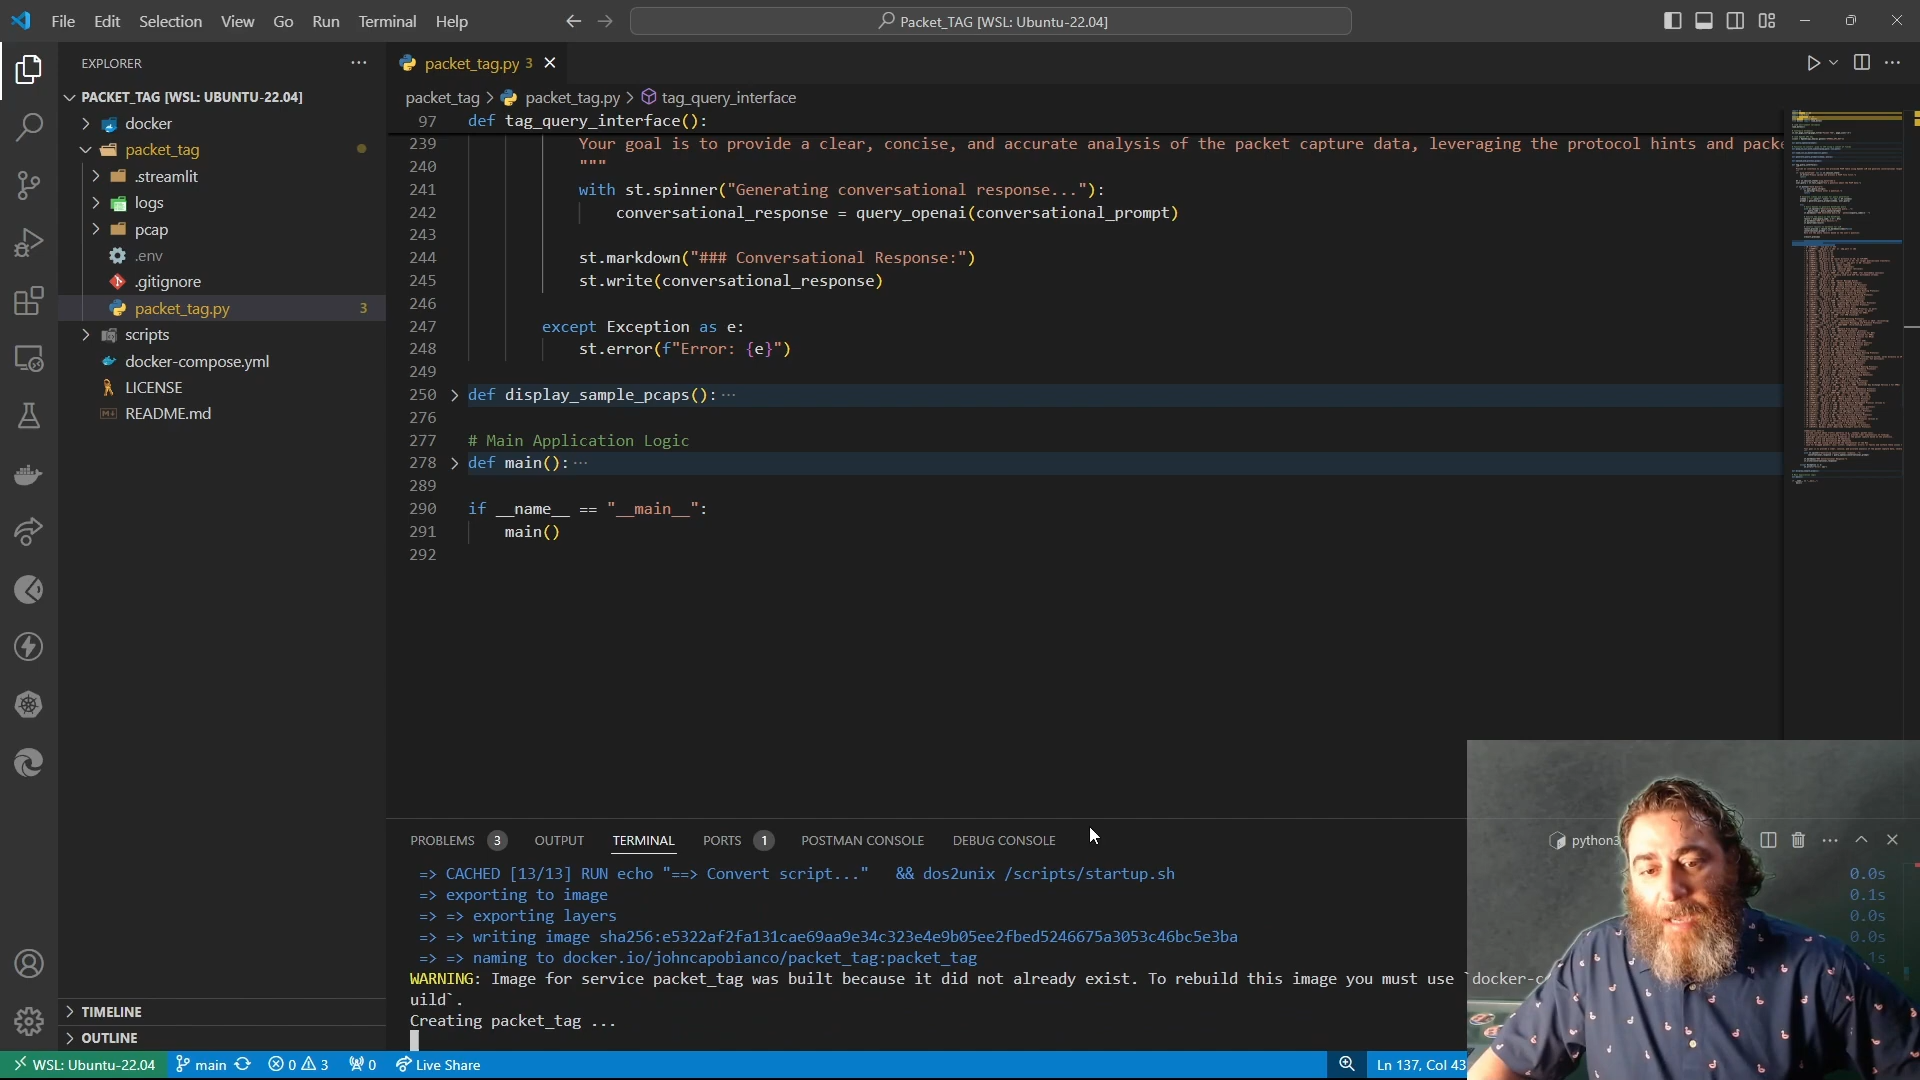 File Edit Selection View Go Run Terminal Help
Packet_TAG [WSL: Ubuntu-22.04]
EXPLORER
PACKET_TAG [WSL: UBUNTU-22.04]
docker
packet_tag
.streamlit
logs
pcap
.env
.gitignore
packet_tag.py 3
scripts
docker-compose.yml
LICENSE
README.md
TIMELINE
OUTLINE
packet_tag.py 3
packet_tag > packet_tag.py > tag_query_interface
97 def tag_query_interface():
239 Your goal is to provide a clear, concise, and accurate analysis of the packet capture data, leveraging the protocol hints and packe
240 """
241 with st.spinner("Generating conversational response..."):
242 conversational_response = query_openai(conversational_prompt)
243
244 st.markdown("### Conversational Response:")
245 st.write(conversational_response)
246
247 except Exception as e:
248 st.error(f"Error: {e}")
249
250 def display_sample_pcaps(): ...
276
277 # Main Application Logic
278 def main(): ...
289
290 if __name__ == "__main__":
291 main()
292
PROBLEMS 3 OUTPUT TERMINAL PORTS 1 POSTMAN CONSOLE DEBUG CONSOLE
python3
=> CACHED [13/13] RUN echo "==> Convert script..." && dos2unix /scripts/startup.sh 0.0s
=> exporting to image 0.1s
=> => exporting layers 0.0s
=> => writing image sha256:e5322af2fa131cae69aa9e34c323e4e9b05ee2fbed5246675a3053c46bc5e3ba 0.0s
=> => naming to docker.io/johncapobianco/packet_tag:packet_tag
WARNING: Image for service packet_tag was built because it did not already exist. To rebuild this image you must use `docker-c
uild`.
Creating packet_tag ...
WSL: Ubuntu-22.04 main 0 3 0 Live Share Ln 137, Col 43